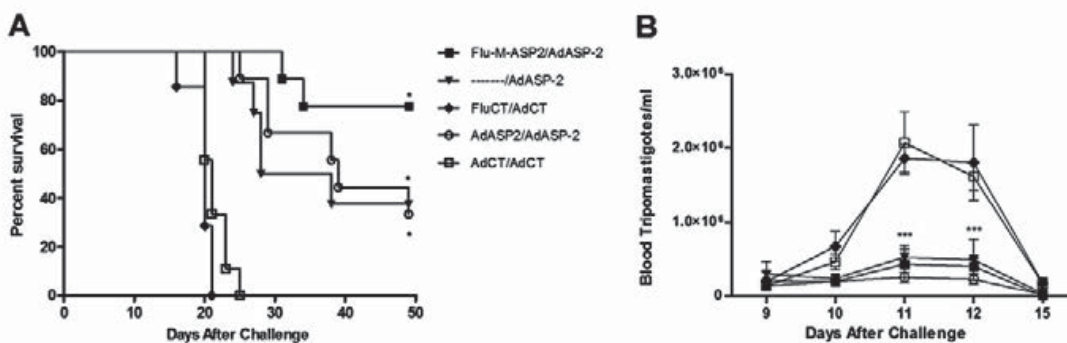 A
Percent survival
100
80
60
40
20
0
0 10 20 30 40 50
Days After Challenge
*
*
*
Flu-M-ASP2/AdASP-2
-------/AdASP-2
FluCT/AdCT
AdASP2/AdASP-2
AdCT/AdCT
B
Blood Tripomastigotes/ml
3.0×10⁶
2.0×10⁶
1.0×10⁶
0
*** ***
9 10 11 12 15
Days After Challenge